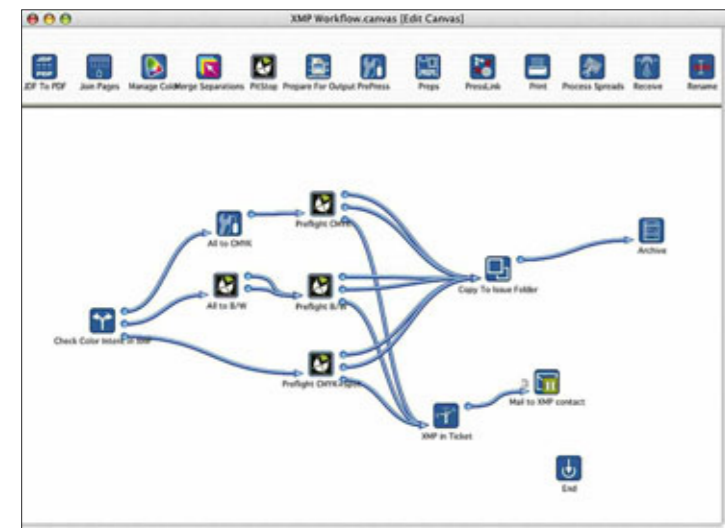 XMP Workflow.canvas [Edit Canvas]
JDF To PDF Join Pages Manage Color Merge Separations PitStop Prepare For Output PrePress Preps PressLink Print Process Spreads Receive Rename
All to CMYK
Preflight CMYK
Archive
All to B/W
Preflight B/W
Copy To Issue Folder
Check Color Intent in XMP
Preflight CMYK+Spot
Mail to XMP contact
XMP in Ticket
End